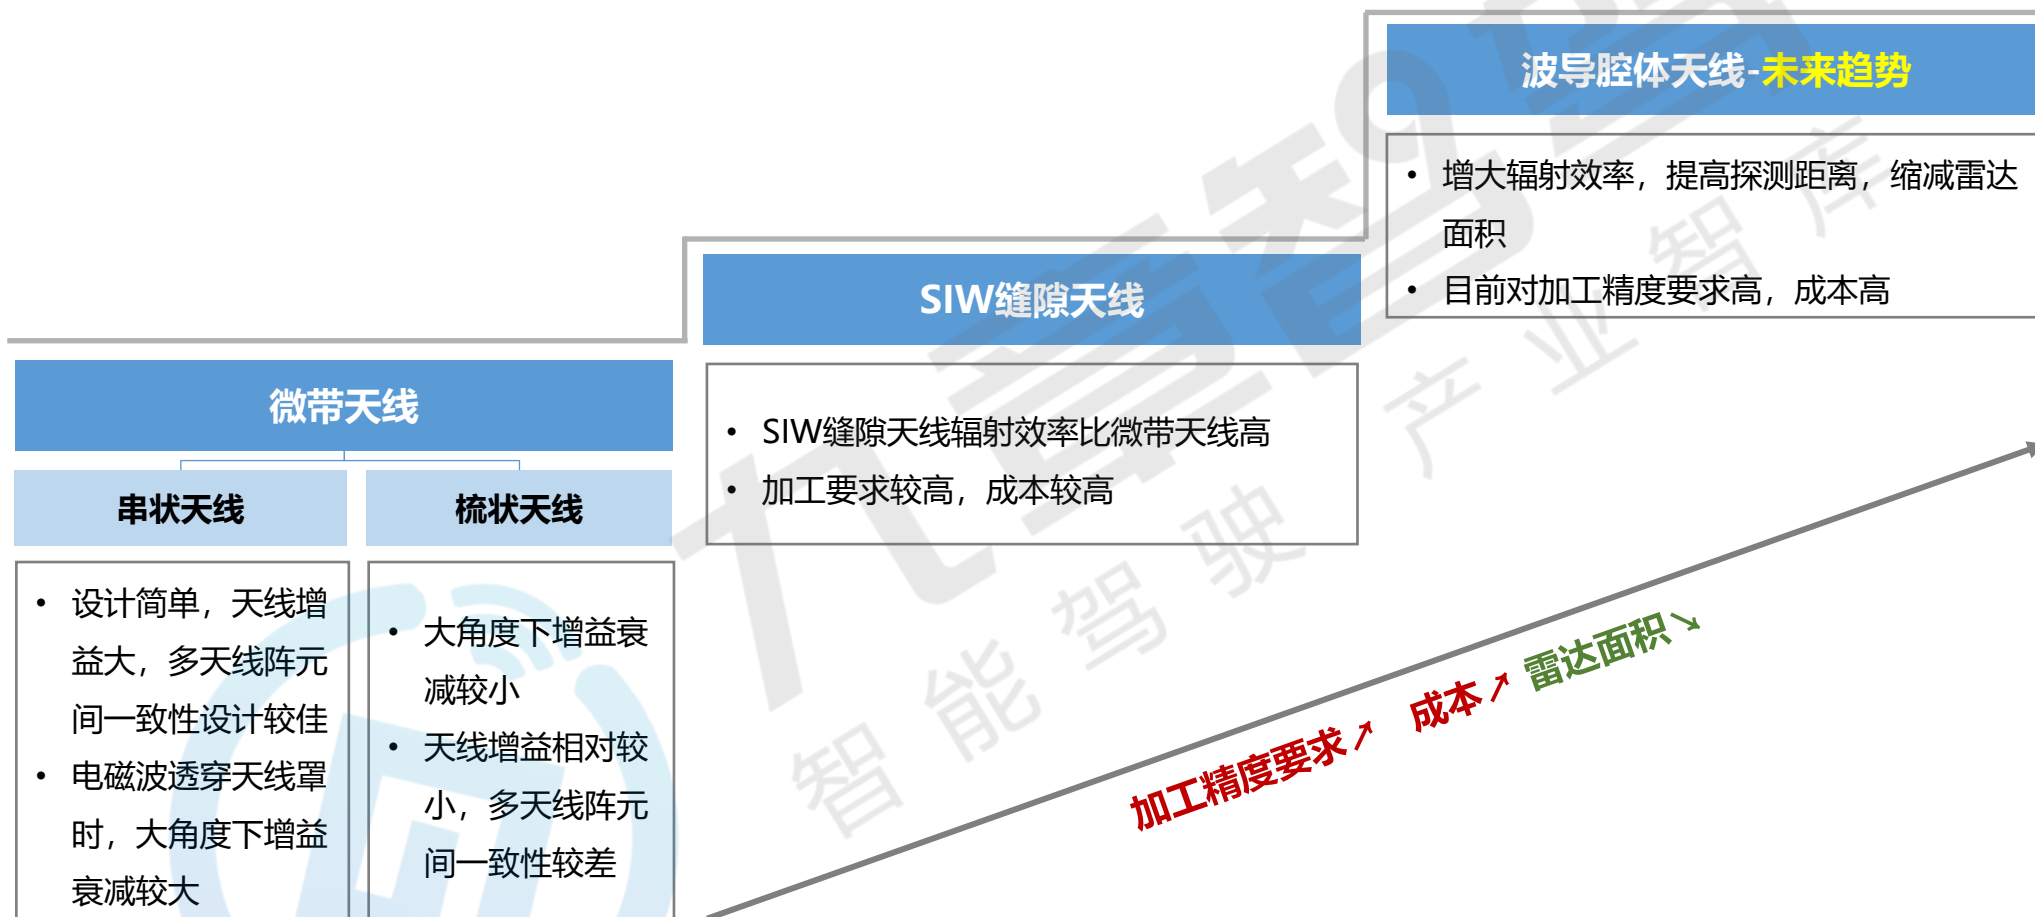 波导腔体天线-未来趋势
• 增大辐射效率，提高探测距离，缩减雷达
面积
• 目前对加工精度要求高，成本高
SIW缝隙天线
• SIW缝隙天线辐射效率比微带天线高
• 加工要求较高，成本较高
微带天线
串状天线
• 设计简单，天线增
益大，多天线阵元
间一致性设计较佳
• 电磁波透穿天线罩
时，大角度下增益
衰减较大
梳状天线
• 大角度下增益衰
减较小
• 天线增益相对较
小，多天线阵元
间一致性较差
加工精度要求↗ 成本↗ 雷达面积↘
九章智驾
智能驾驶 产业智库